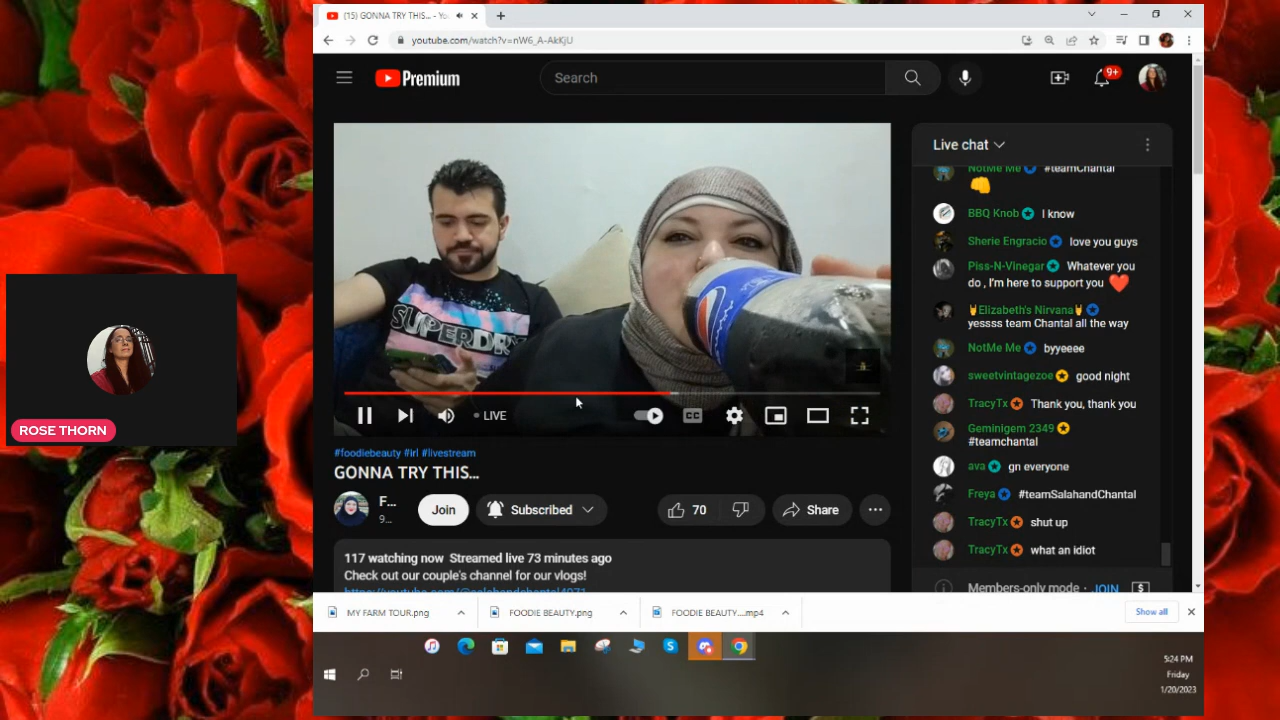 (15) GONNA TRY THIS... - Yo
youtube.com/watch?v=nW6_A-AkKjU
Premium
Search
9+
Live chat
NotMe Me #teamChantal
BBQ Knob I know
Sherie Engracio love you guys
Piss-N-Vinegar Whatever you
do , I'm here to support you ❤️
🤘Elizabeth's Nirvana🤘
yessss team Chantal all the way
NotMe Me byyeeee
sweetvintagezoe good night
TracyTx Thank you, thank you
Geminigem 2349
#teamchantal
ava gn everyone
Freya #teamSalahandChantal
TracyTx shut up
TracyTx what an idiot
Members-only mode · JOIN
SUPERDRY
LIVE
CC
ROSE THORN
#foodiebeauty #irl #livestream
GONNA TRY THIS...
F...
9...
Join
Subscribed
70
Share
117 watching now Streamed live 73 minutes ago
Check out our couple's channel for our vlogs!
https://youtube.com/@salahandchantal4071
MY FARM TOUR.png
FOODIE BEAUTY.png
FOODIE BEAUTY....mp4
Show all
5:24 PM
Friday
1/20/2023